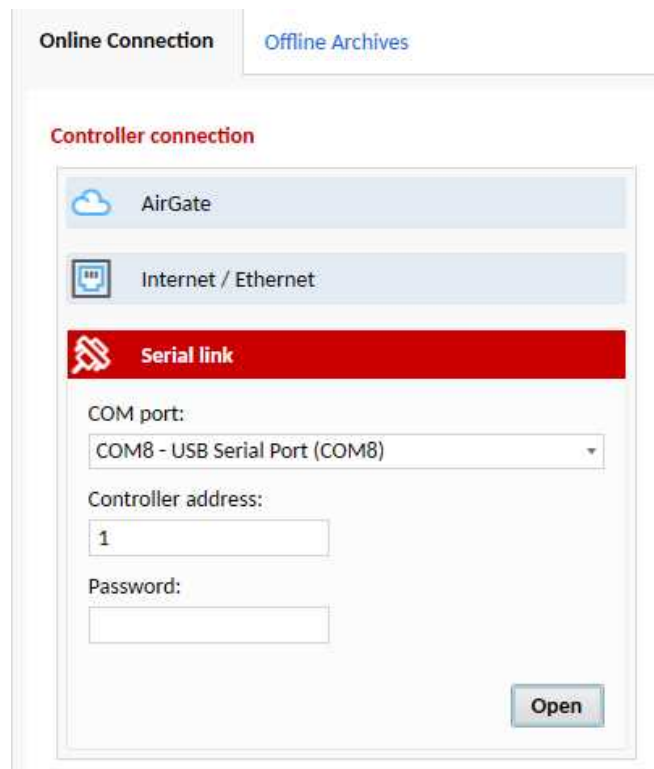 Online Connection
Offline Archives
Controller connection
AirGate
Internet / Ethernet
Serial link
COM port:
COM8 - USB Serial Port (COM8)
Controller address:
1
Password:
Open